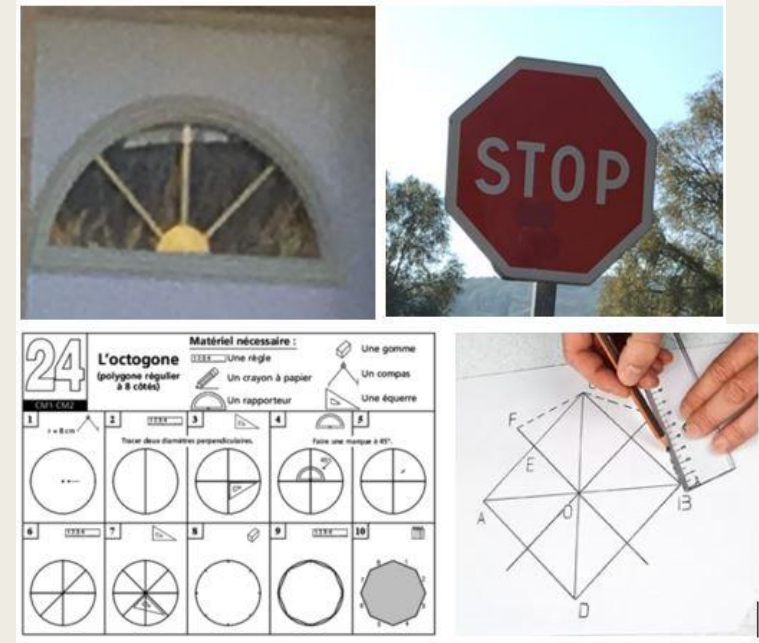 STOP
24
CM1-CM2
L'octogone
(polygone régulier
à 8 côtés)
Matériel nécessaire :
Une règle
Un crayon à papier
Un rapporteur
Une gomme
Un compas
Une équerre
1
r = 8 cm
2
3
Tracer deux diamètres perpendiculaires.
4
5
Faire une marque à 45°.
6
7
8
9
10
F
E
A
O
B
D